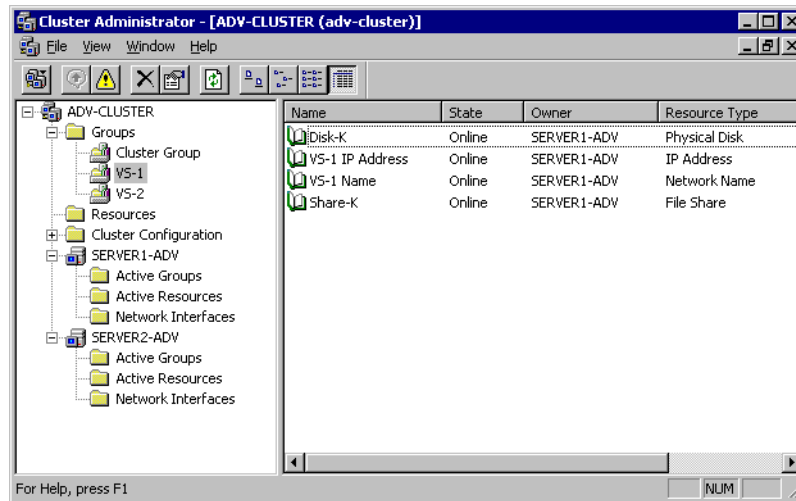 Cluster Administrator - [ADV-CLUSTER (adv-cluster)]
File View Window Help
ADV-CLUSTER
Groups
Cluster Group
VS-1
VS-2
Resources
Cluster Configuration
SERVER1-ADV
Active Groups
Active Resources
Network Interfaces
SERVER2-ADV
Active Groups
Active Resources
Network Interfaces
Name State Owner Resource Type
Disk-K Online SERVER1-ADV Physical Disk
VS-1 IP Address Online SERVER1-ADV IP Address
VS-1 Name Online SERVER1-ADV Network Name
Share-K Online SERVER1-ADV File Share
For Help, press F1 NUM